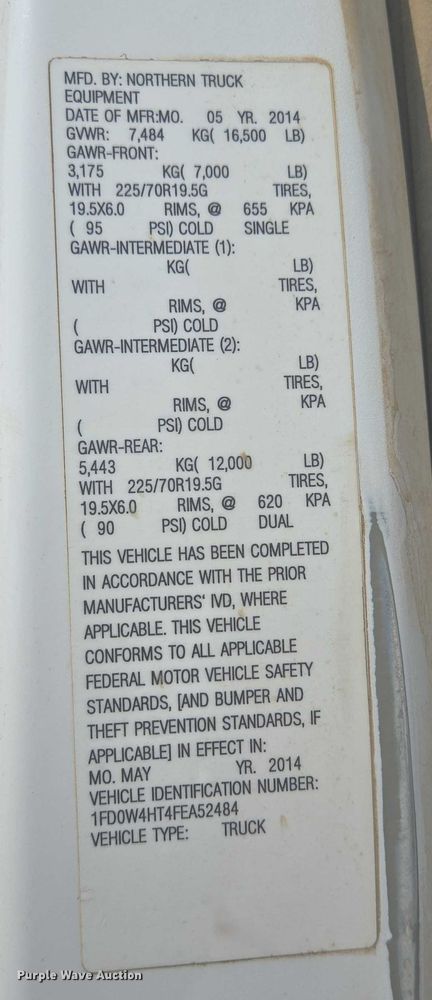 MFD. BY: NORTHERN TRUCK
EQUIPMENT
DATE OF MFR:MO. 05 YR. 2014
GVWR: 7,484 KG( 16,500 LB)
GAWR-FRONT:
3,175 KG( 7,000 LB)
WITH 225/70R19.5G TIRES,
19.5X6.0 RIMS, @ 655 KPA
( 95 PSI) COLD SINGLE
GAWR-INTERMEDIATE (1):
KG( LB)
WITH TIRES,
RIMS, @ KPA
( PSI) COLD
GAWR-INTERMEDIATE (2):
KG( LB)
WITH TIRES,
RIMS, @ KPA
( PSI) COLD
GAWR-REAR:
5,443 KG( 12,000 LB)
WITH 225/70R19.5G TIRES,
19.5X6.0 RIMS, @ 620 KPA
( 90 PSI) COLD DUAL
THIS VEHICLE HAS BEEN COMPLETED
IN ACCORDANCE WITH THE PRIOR
MANUFACTURERS' IVD, WHERE
APPLICABLE. THIS VEHICLE
CONFORMS TO ALL APPLICABLE
FEDERAL MOTOR VEHICLE SAFETY
STANDARDS, [AND BUMPER AND
THEFT PREVENTION STANDARDS, IF
APPLICABLE] IN EFFECT IN:
MO. MAY YR. 2014
VEHICLE IDENTIFICATION NUMBER:
1FD0W4HT4FEA52484
VEHICLE TYPE: TRUCK
Purple Wave Auction